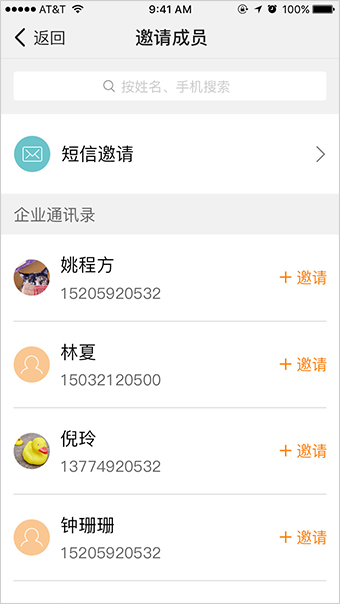 AT&T 9:41 AM 100%
返回 邀请成员
按姓名、手机搜索
短信邀请
企业通讯录
姚程方
15205920532
+ 邀请
林夏
15032120500
+ 邀请
倪玲
13774920532
+ 邀请
钟珊珊
15205920532
+ 邀请